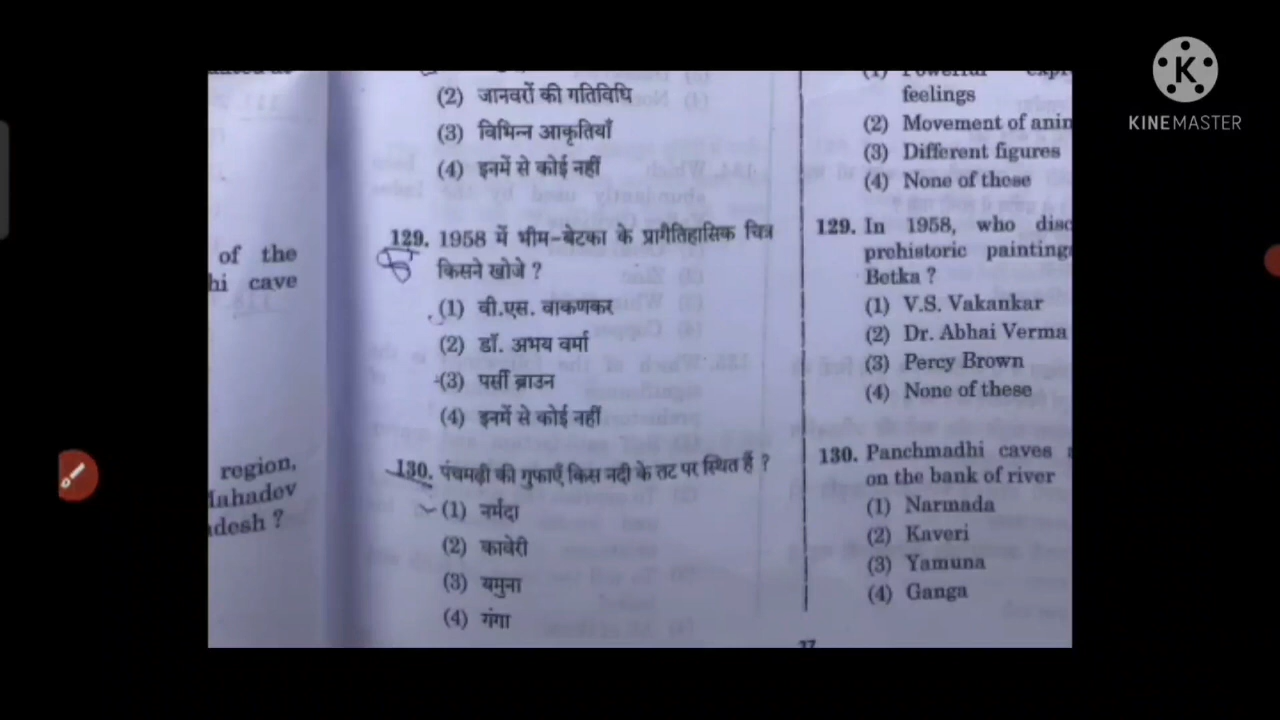 (2) जानवरों की गतिविधि
(3) विभिन्न आकृतियाँ
(4) इनमें से कोई नहीं
129. 1958 में भीम-बेटका के प्रागैतिहासिक चित्र
किसने खोजे ?
(1) वी.एस. वाकणकर
(2) डॉ. अभय वर्मा
(3) पर्सी ब्राउन
(4) इनमें से कोई नहीं
130. पंचमढ़ी की गुफाएँ किस नदी के तट पर स्थित हैं ?
(1) नर्मदा
(2) कावेरी
(3) यमुना
(4) गंगा
of the
hi cave
region,
Mahadev
desh ?
(1) Powerful
feelings
(2) Movement of
(3) Different figures
(4) None of these
129. In 1958, who
prehistoric
Betka ?
(1) V.S. Vakankar
(2) Dr. Abhai Verma
(3) Percy Brown
(4) None of these
130. Panchmadhi caves
on the bank of river
(1) Narmada
(2) Kaveri
(3) Yamuna
(4) Ganga
K
KINEMASTER